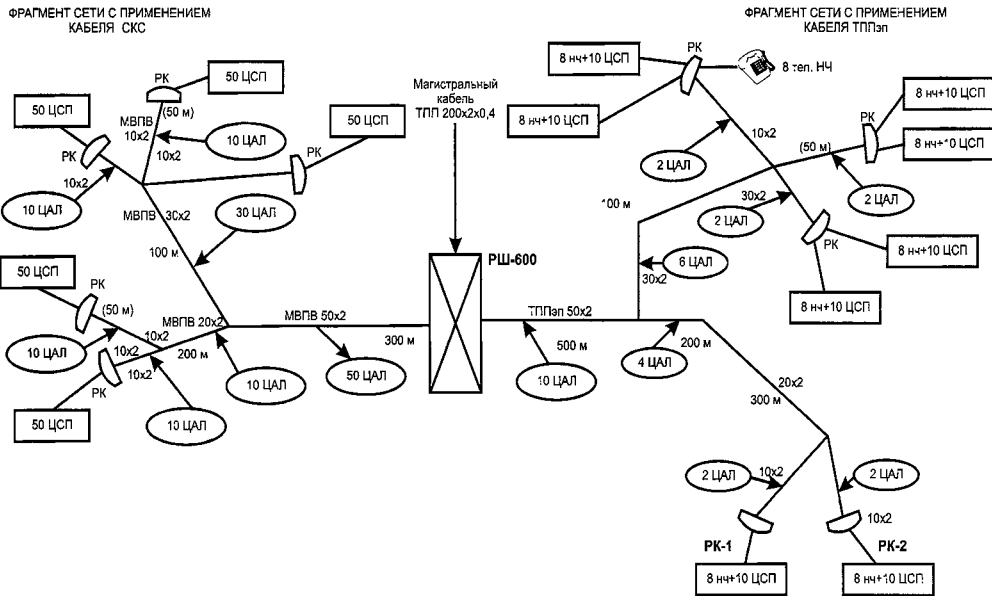 ФРАГМЕНТ СЕТИ С ПРИМЕНЕНИЕМ
КАБЕЛЯ СКС
ФРАГМЕНТ СЕТИ С ПРИМЕНЕНИЕМ
КАБЕЛЯ ТППэп
РК
50 ЦСП
50 ЦСП
МВПВ
10x2
(50 м)
10x2
10 ЦАЛ
РК
10x2
10 ЦАЛ
50 ЦСП
РК
МВПВ
30x2
30 ЦАЛ
100 м
Магистральный
кабель
ТПП 200x2x0,4
РШ-600
50 ЦСП
РК
(50 м)
10 ЦАЛ
10x2
10x2
10x2
МВПВ 20x2
200 м
РК
50 ЦСП
10 ЦАЛ
10 ЦАЛ
МВПВ 50x2
300 м
50 ЦАЛ
8 нч+10 ЦСП
РК
8 теп. НЧ
8 нч+10 ЦСП
10x2
2 ЦАЛ
8 нч+10 ЦСП
РК
(50 м)
8 нч+10 ЦСП
2 ЦАЛ
30x2
2 ЦАЛ
РК
8 нч+10 ЦСП
8 нч+10 ЦСП
100 м
6 ЦАЛ
30x2
ТППэп 50x2
500 м
10 ЦАЛ
4 ЦАЛ
200 м
20x2
300 м
2 ЦАЛ
10x2
2 ЦАЛ
10x2
РК-1
РК-2
8 нч+10 ЦСП
8 нч+10 ЦСП